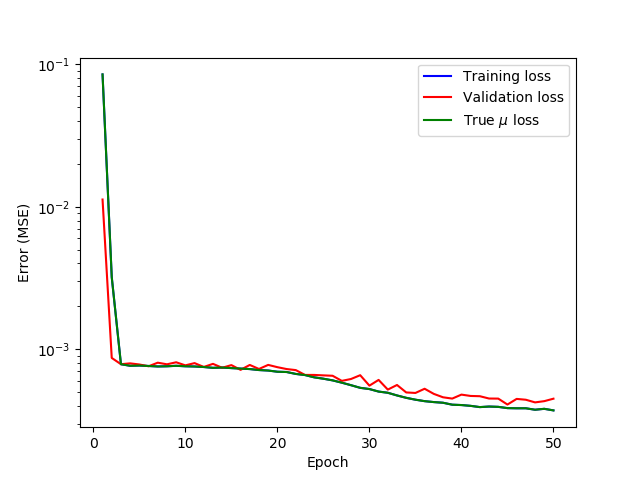 Training loss
Validation loss
True μ loss
Error (MSE)
10⁻¹
10⁻²
10⁻³
0 10 20 30 40 50
Epoch